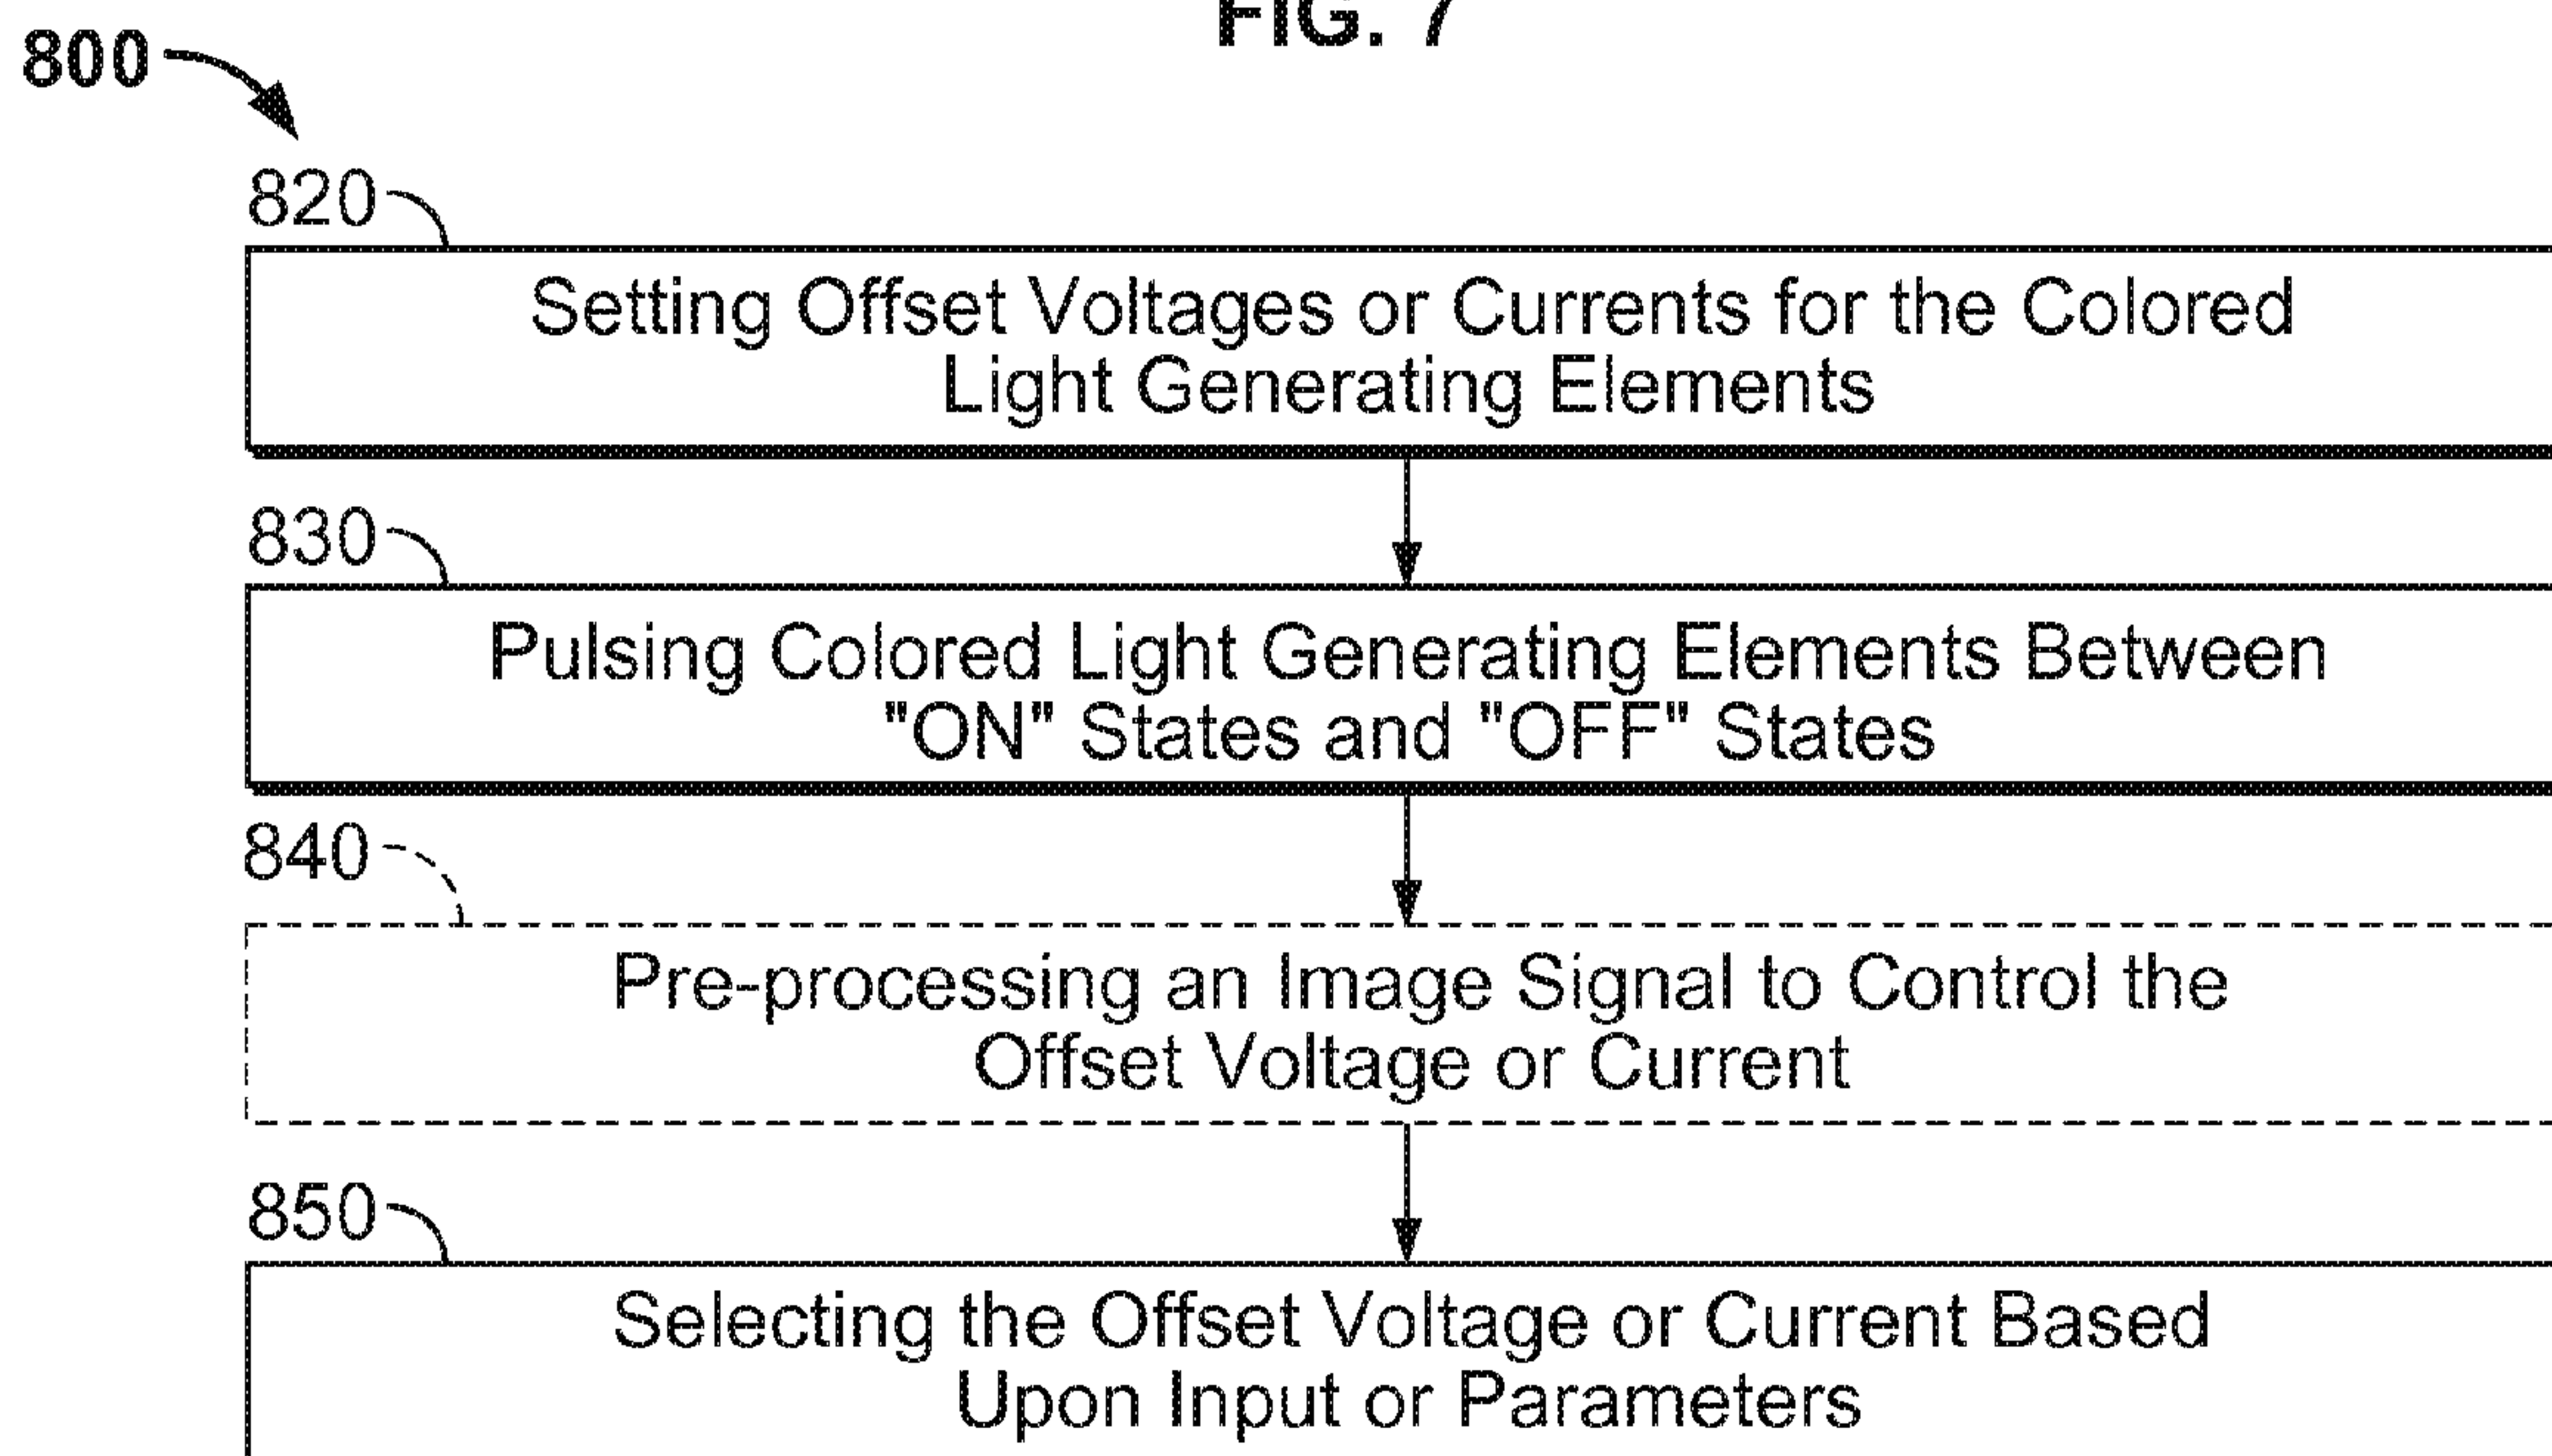 FIG. 7
800
820
Setting Offset Voltages or Currents for the Colored
Light Generating Elements
830
Pulsing Colored Light Generating Elements Between
"ON" States and "OFF" States
840
Pre-processing an Image Signal to Control the
Offset Voltage or Current
850
Selecting the Offset Voltage or Current Based
Upon Input or Parameters